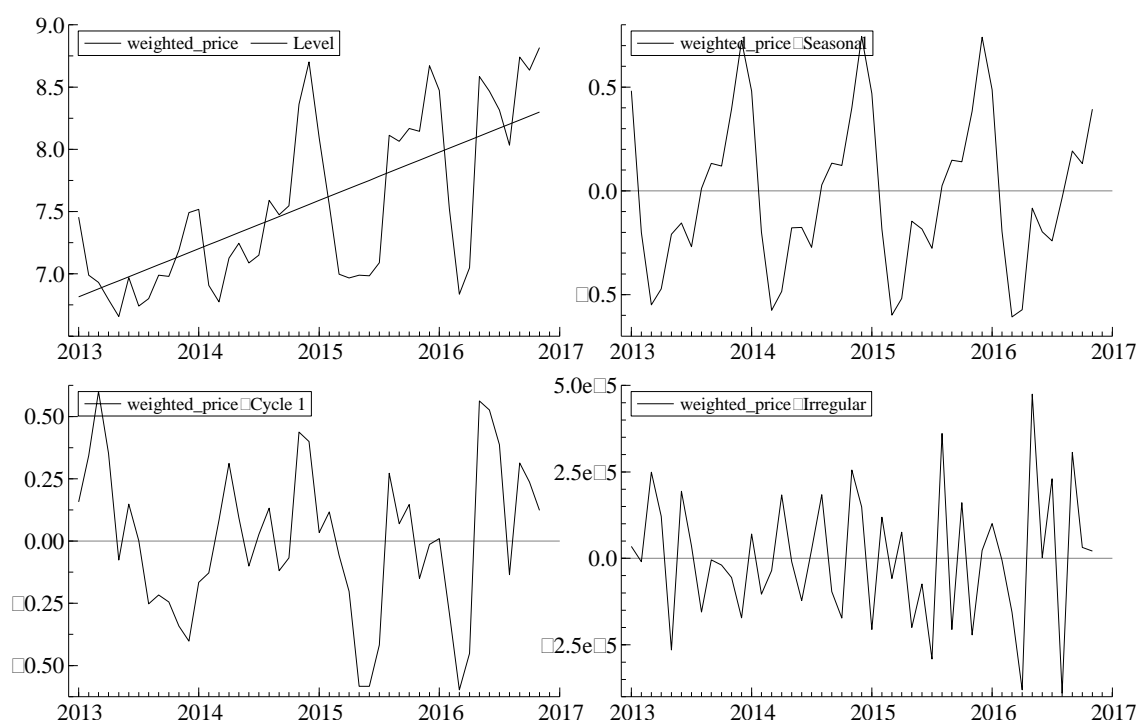 9.0
weighted_price Level
8.5
8.0
7.5
7.0
2013 2014 2015 2016 2017
weighted_price □Seasonal
0.5
0.0
□0.5
2013 2014 2015 2016 2017
0.50
weighted_price□Cycle 1
0.25
0.00
□0.25
□0.50
2013 2014 2015 2016 2017
5.0e□5
weighted_price □Irregular
2.5e□5
0.0
□2.5e□5
2013 2014 2015 2016 2017